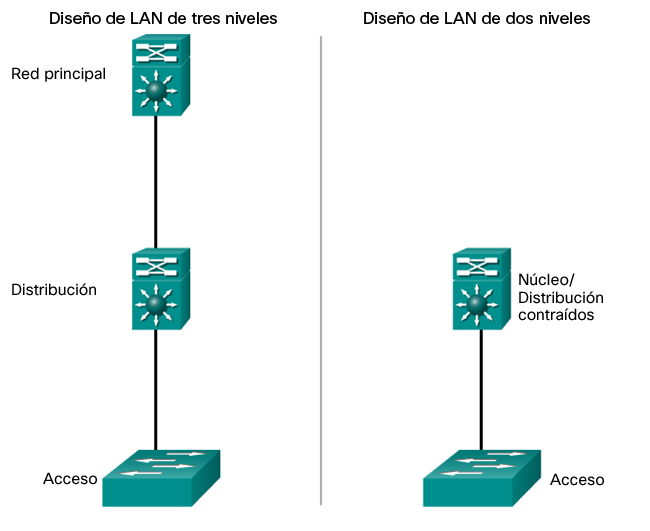 Diseño de LAN de tres niveles
Red principal
Distribución
Acceso
Diseño de LAN de dos niveles
Núcleo/
Distribución
contraídos
Acceso